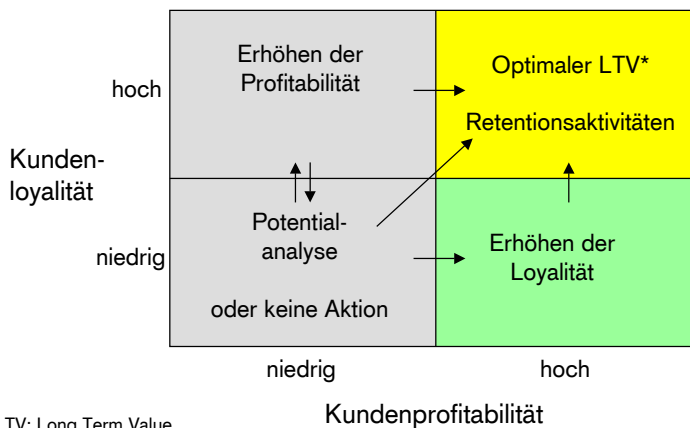 Erhöhen der
Profitabilität
Optimaler LTV*
Retentionsaktivitäten
hoch
Kunden-
loyalität
niedrig
Potential-
analyse
oder keine Aktion
Erhöhen der
Loyalität
niedrig
hoch
Kundenprofitabilität
TV: Long Term Value